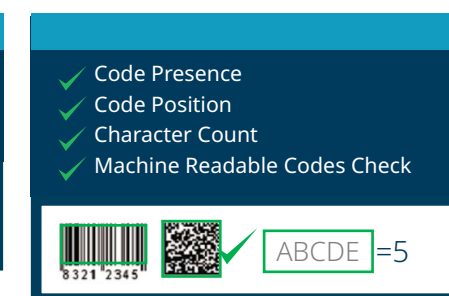 Code Presence
Code Position
Character Count
Machine Readable Codes Check
8321 2345
ABCDE =5